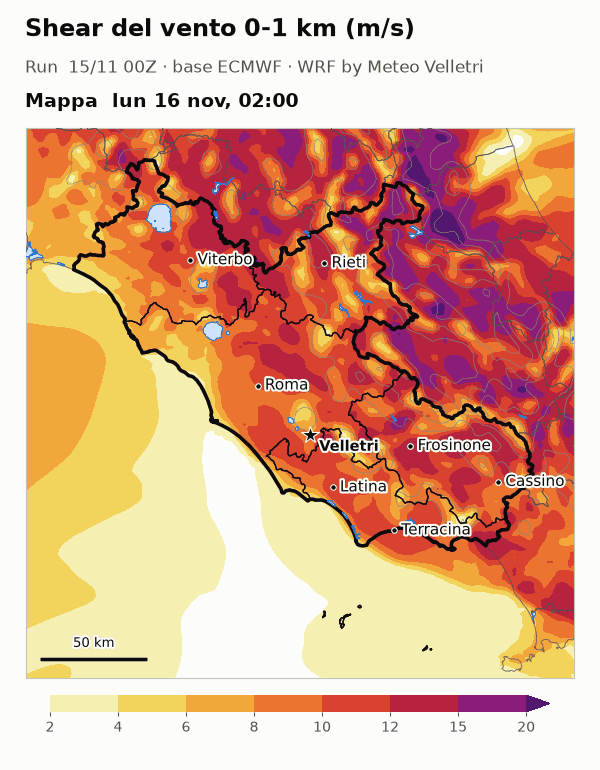 Shear del vento 0-1 km (m/s)
Run  15/11 00Z · base ECMWF · WRF by Meteo Velletri
Mappa  lun 16 nov, 02:00
Viterbo
Rieti
Roma
Velletri
Frosinone
Cassino
Latina
Terracina
50 km
2 4 6 8 10 12 15 20